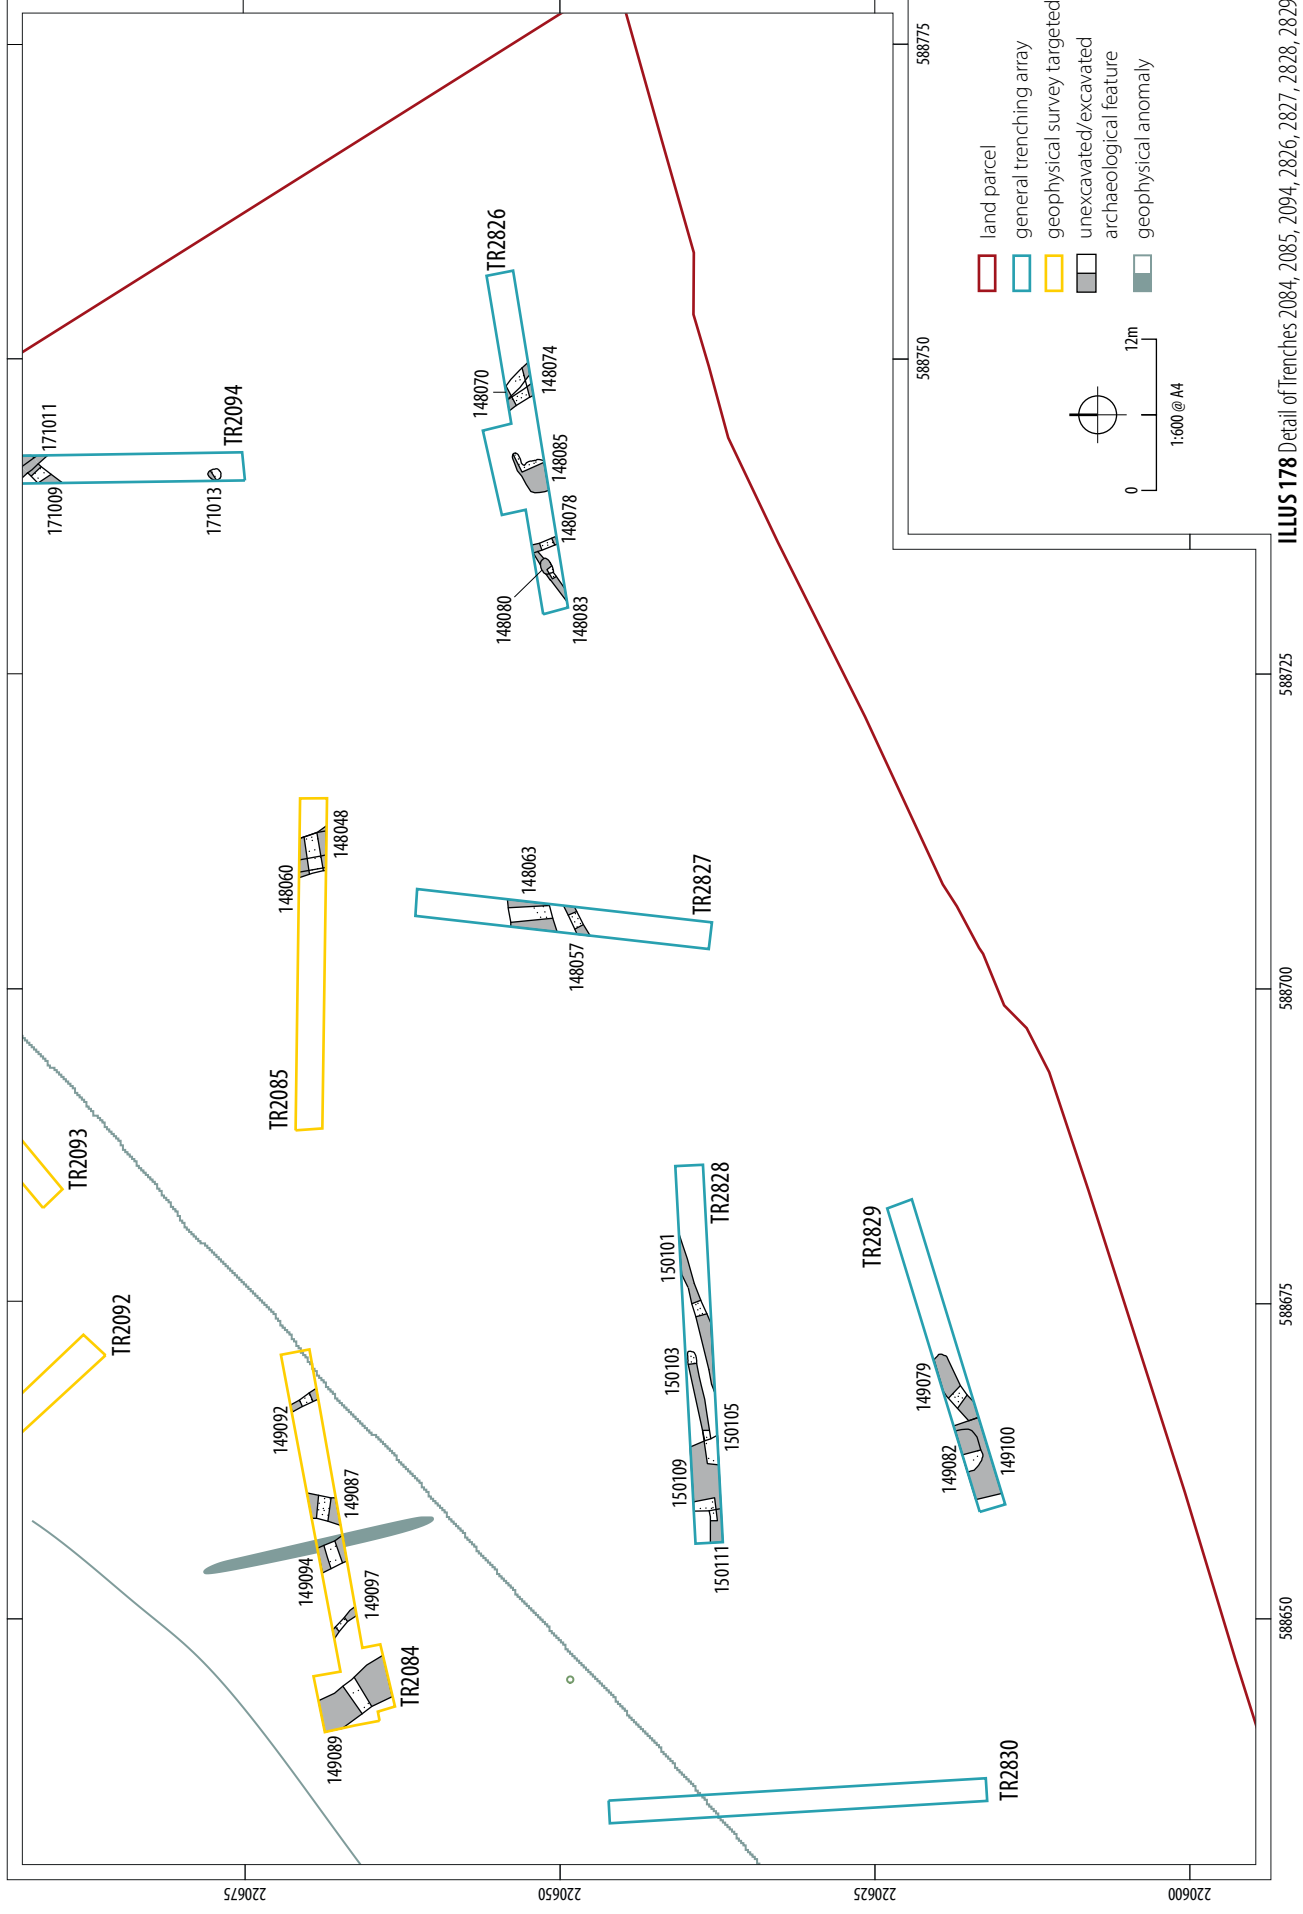 TR2093
TR2092
171009
171011
171013
TR2094
149092
149087
149094
149097
149089
TR2084
TR2085
148060
148048
148070
148074
148085
148078
148080
148083
TR2826
148063
148057
TR2827
150101
150103
150105
150109
150111
TR2828
TR2829
149079
149082
149100
TR2830
220675
220650
220625
220600
588650
588675
588700
588725
588750
588775
0
12m
1:600 @ A4
land parcel
general trenching array
geophysical survey targeted
unexcavated/excavated
archaeological feature
geophysical anomaly
ILLUS 178 Detail of Trenches 2084, 2085, 2094, 2826, 2827, 2828, 2829